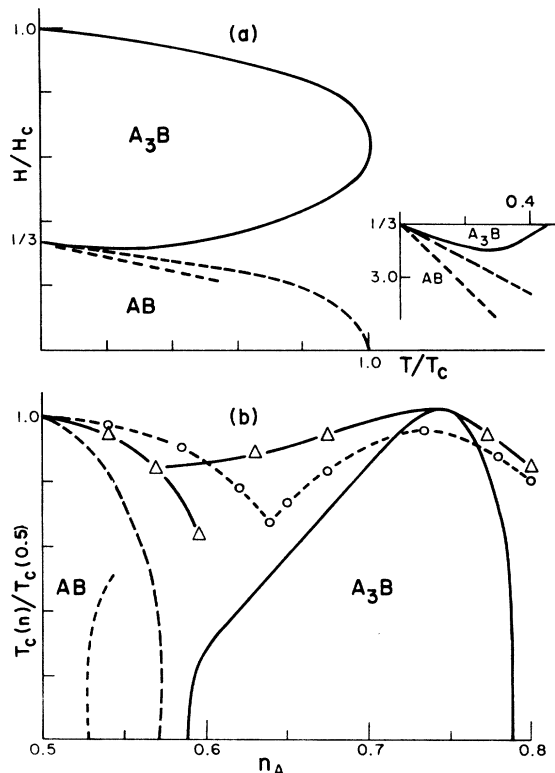 (a)
1.0
H/H_C
A₃B
1/3
AB
1.0
T/T_C
0.4
1/3
A₃B
AB
3.0
(b)
1.0
T_C(n)/T_C(0.5)
AB
A₃B
0.5
0.6
0.7
0.8
n_A